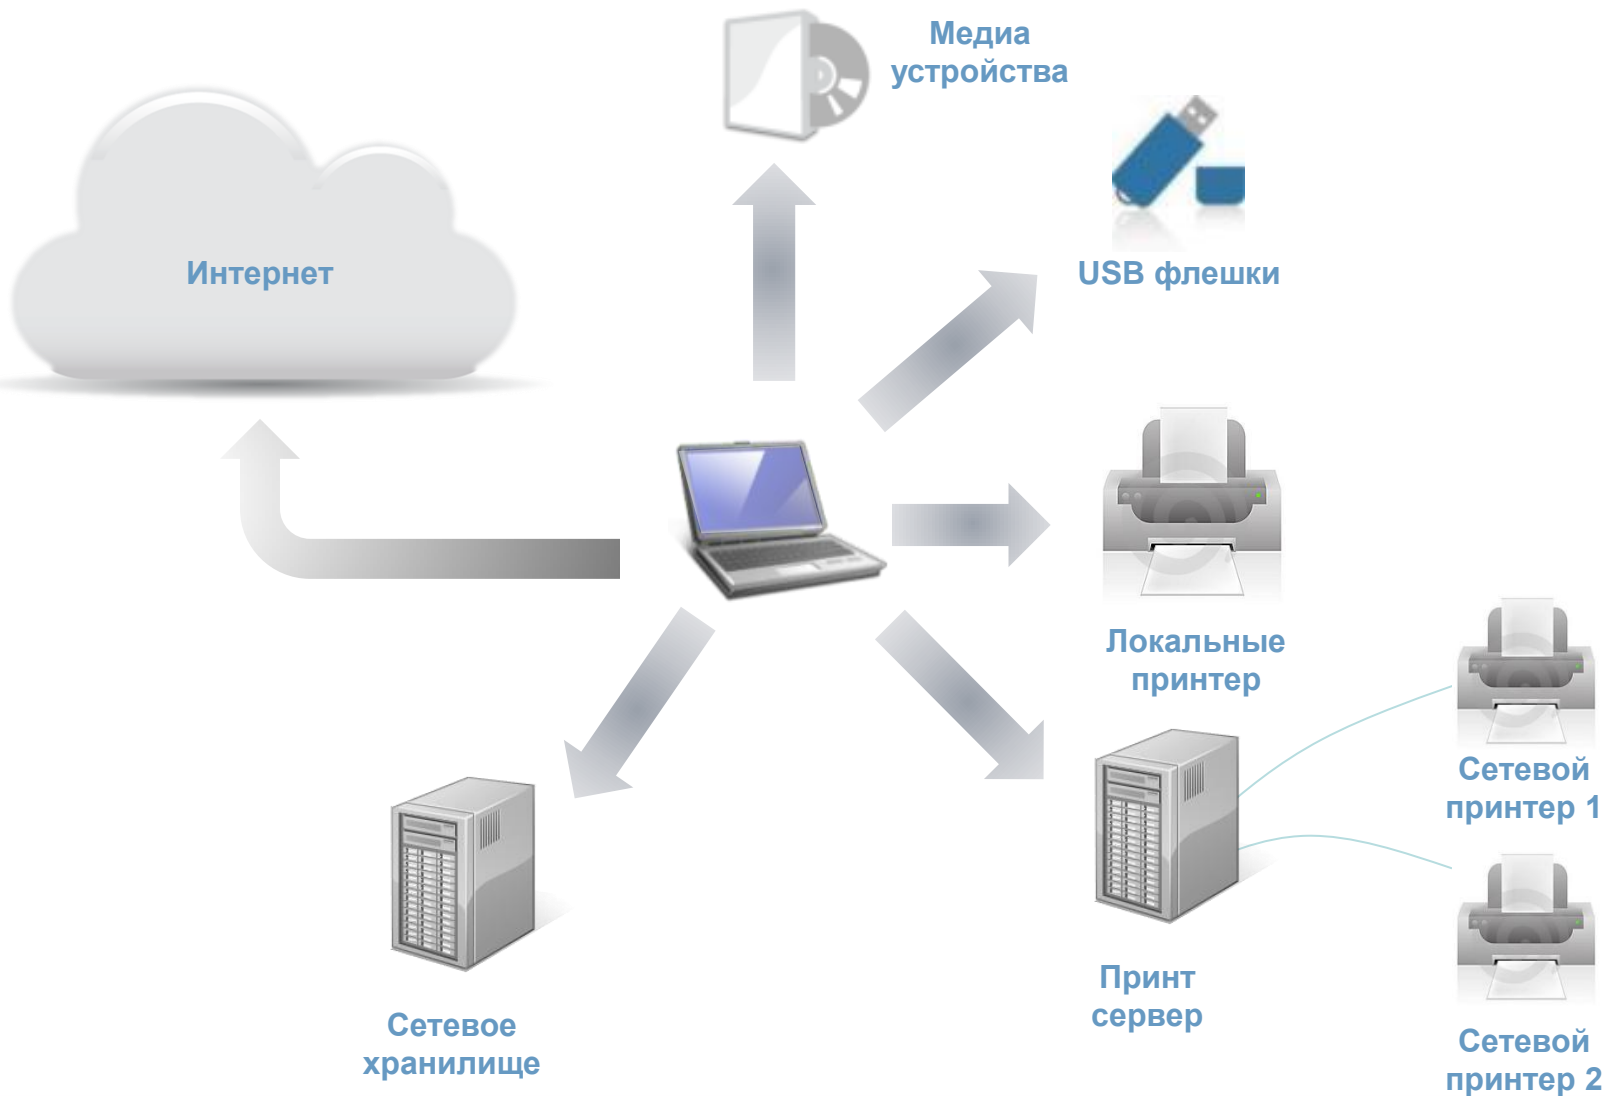 Медиа
устройства
Интернет
USB флешки
Локальные
принтер
Сетевой
принтер 1
Принт
сервер
Сетевое
хранилище
Сетевой
принтер 2